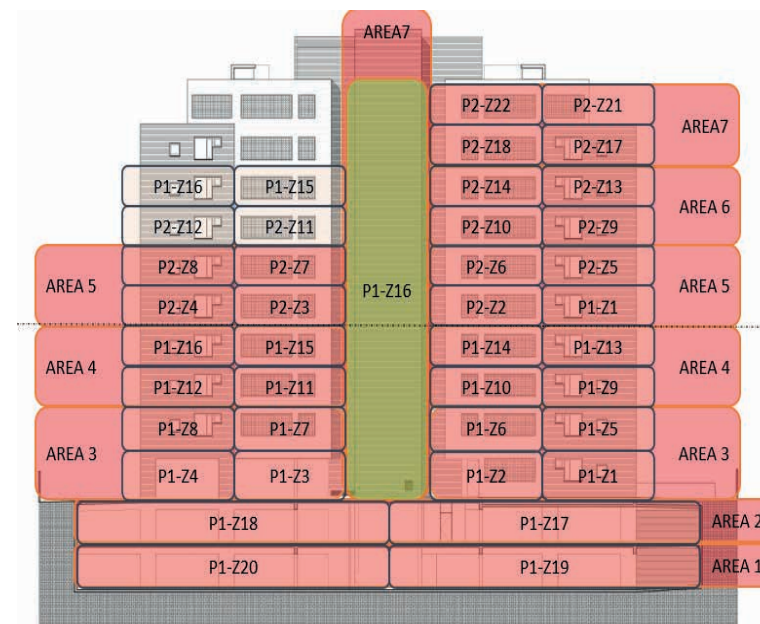 AREA7
P2-Z22 P2-Z21
AREA7
P2-Z18 P2-Z17
P1-Z16 P1-Z15 P2-Z14 P2-Z13
AREA 6
P2-Z12 P2-Z11 P2-Z10 P2-Z9
P2-Z8 P2-Z7 P2-Z6 P2-Z5
AREA 5 P1-Z16 AREA 5
P2-Z4 P2-Z3 P2-Z2 P1-Z1
P1-Z16 P1-Z15 P1-Z14 P1-Z13
AREA 4 AREA 4
P1-Z12 P1-Z11 P1-Z10 P1-Z9
P1-Z8 P1-Z7 P1-Z6 P1-Z5
AREA 3 AREA 3
P1-Z4 P1-Z3 P1-Z2 P1-Z1
P1-Z18 P1-Z17 AREA 2
P1-Z20 P1-Z19 AREA 1